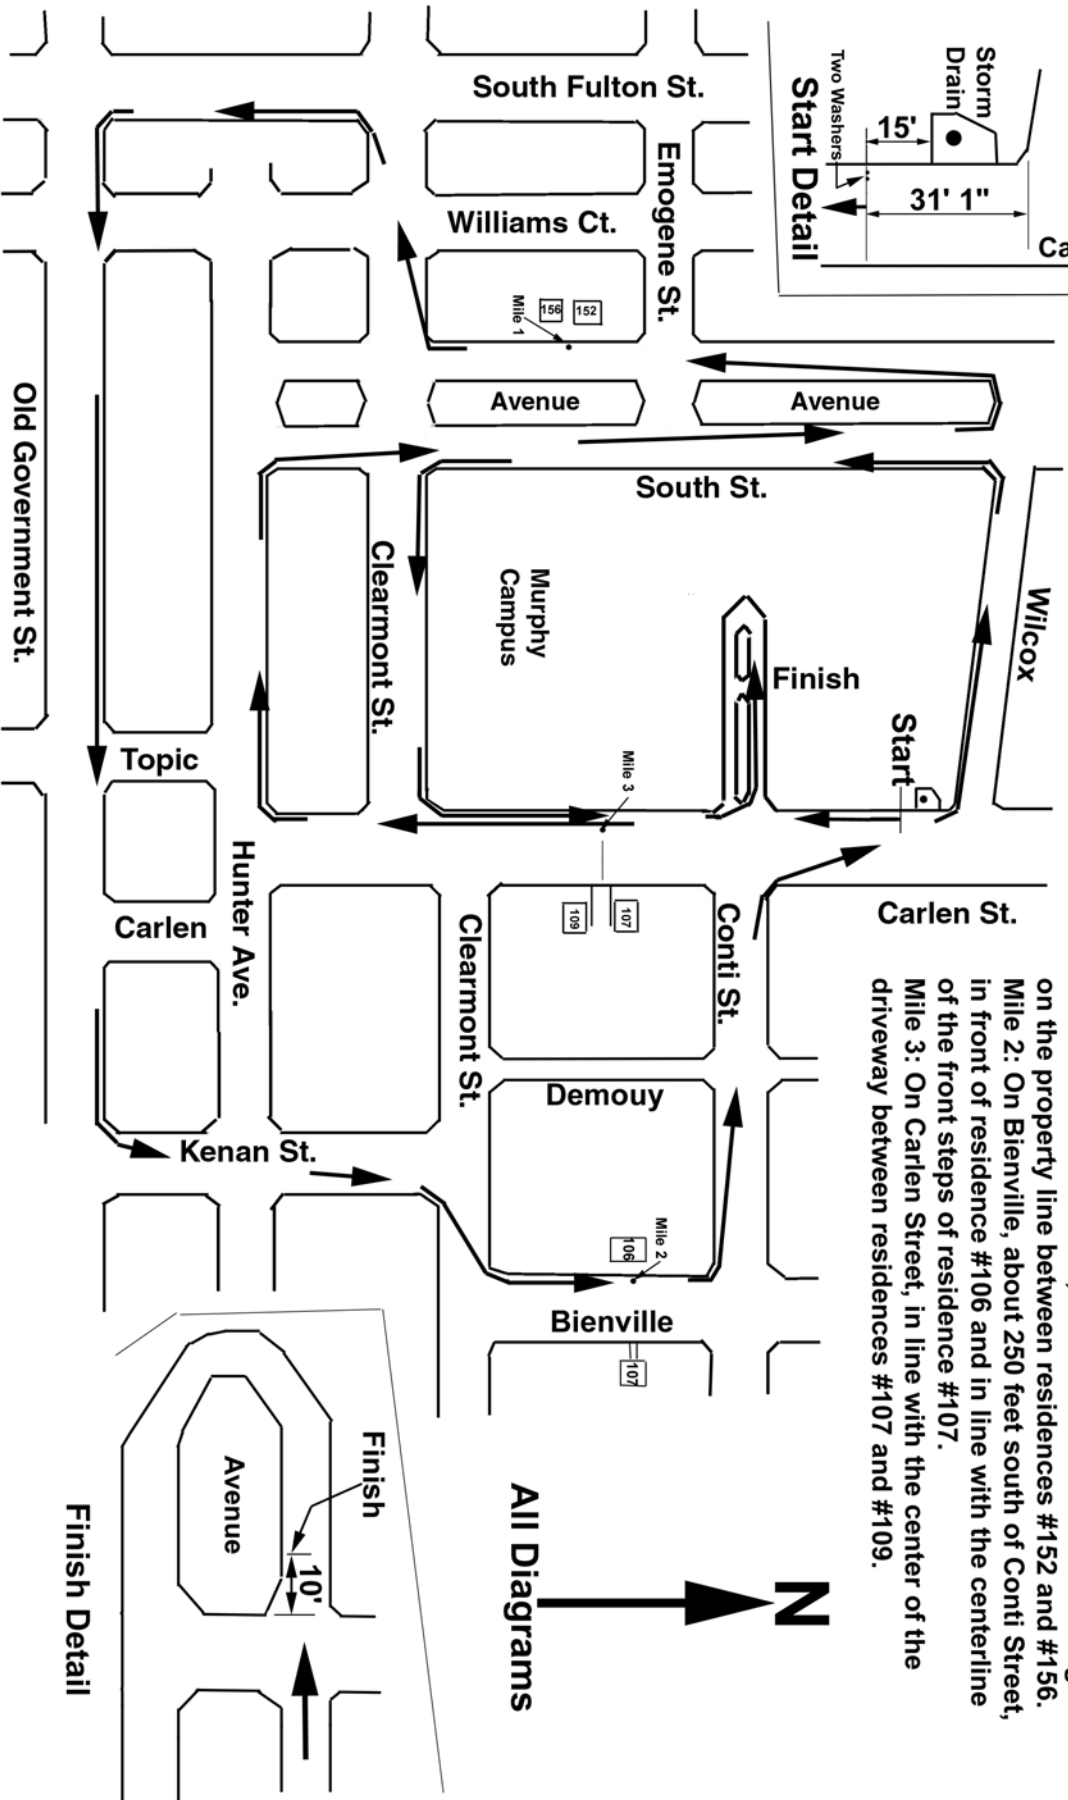 South Fulton St.
Storm
Drain
Two Washers
15'
31' 1"
Start Detail
Ca
Emogene St.
Williams Ct.
Mile 1
156
152
Avenue
Avenue
Old Government St.
South St.
Clearmont St.
Murphy
Campus
Wilcox
Finish
Start
Topic
Mile 3
Hunter Ave.
Carlen
109
107
Clearmont St.
Conti St.
Carlen St.
on the property line between residences #152 and #156.
Mile 2: On Bienville, about 250 feet south of Conti Street,
in front of residence #106 and in line with the centerline
of the front steps of residence #107.
Mile 3: On Carlen Street, in line with the center of the
driveway between residences #107 and #109.
Demouy
Kenan St.
106
Mile 2
Bienville
107
Finish
Avenue
10'
Finish Detail
All Diagrams
N